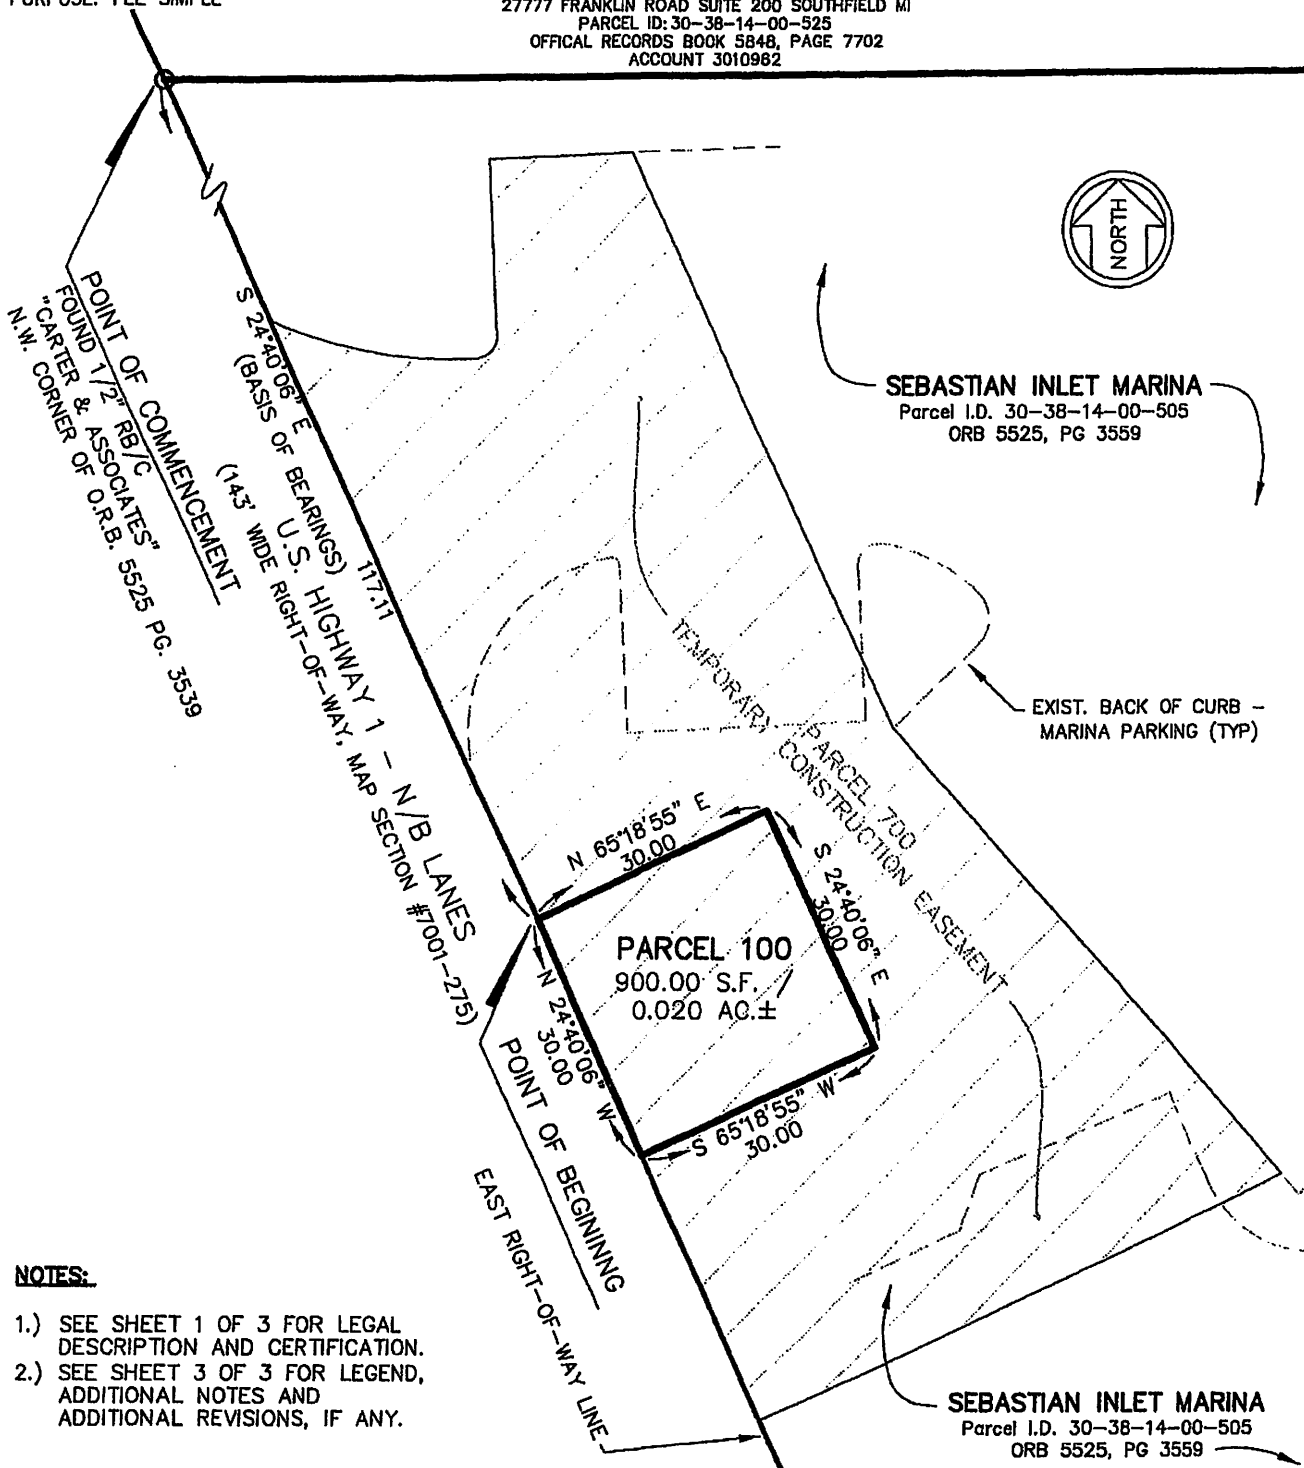 PURPOSE: FEE SIMPLE
27777 FRANKLIN ROAD SUITE 200 SOUTHFIELD MI
PARCEL ID: 30-38-14-00-525
OFFICAL RECORDS BOOK 5848, PAGE 7702
ACCOUNT 3010982
NORTH
POINT OF COMMENCEMENT
FOUND 1/2" RB/C
"CARTER & ASSOCIATES"
N.W. CORNER OF O.R.B. 5525 PG. 3539
S 24°40'06" E
(BASIS OF BEARINGS)
117.11
U.S. HIGHWAY 1 - N/B LANES
(143' WIDE RIGHT-OF-WAY, MAP SECTION #7001-275)
SEBASTIAN INLET MARINA
Parcel I.D. 30-38-14-00-505
ORB 5525, PG 3559
EXIST. BACK OF CURB -
MARINA PARKING (TYP)
PARCEL 700
TEMPORARY CONSTRUCTION EASEMENT
N 65°18'55" E
30.00
S 24°40'06" E
30.00
PARCEL 100
900.00 S.F. /
0.020 AC.±
N 24°40'06" W
30.00
S 65°18'55" W
30.00
POINT OF BEGINNING
EAST RIGHT-OF-WAY LINE
NOTES:
1.) SEE SHEET 1 OF 3 FOR LEGAL
DESCRIPTION AND CERTIFICATION.
2.) SEE SHEET 3 OF 3 FOR LEGEND,
ADDITIONAL NOTES AND
ADDITIONAL REVISIONS, IF ANY.
SEBASTIAN INLET MARINA
Parcel I.D. 30-38-14-00-505
ORB 5525, PG 3559